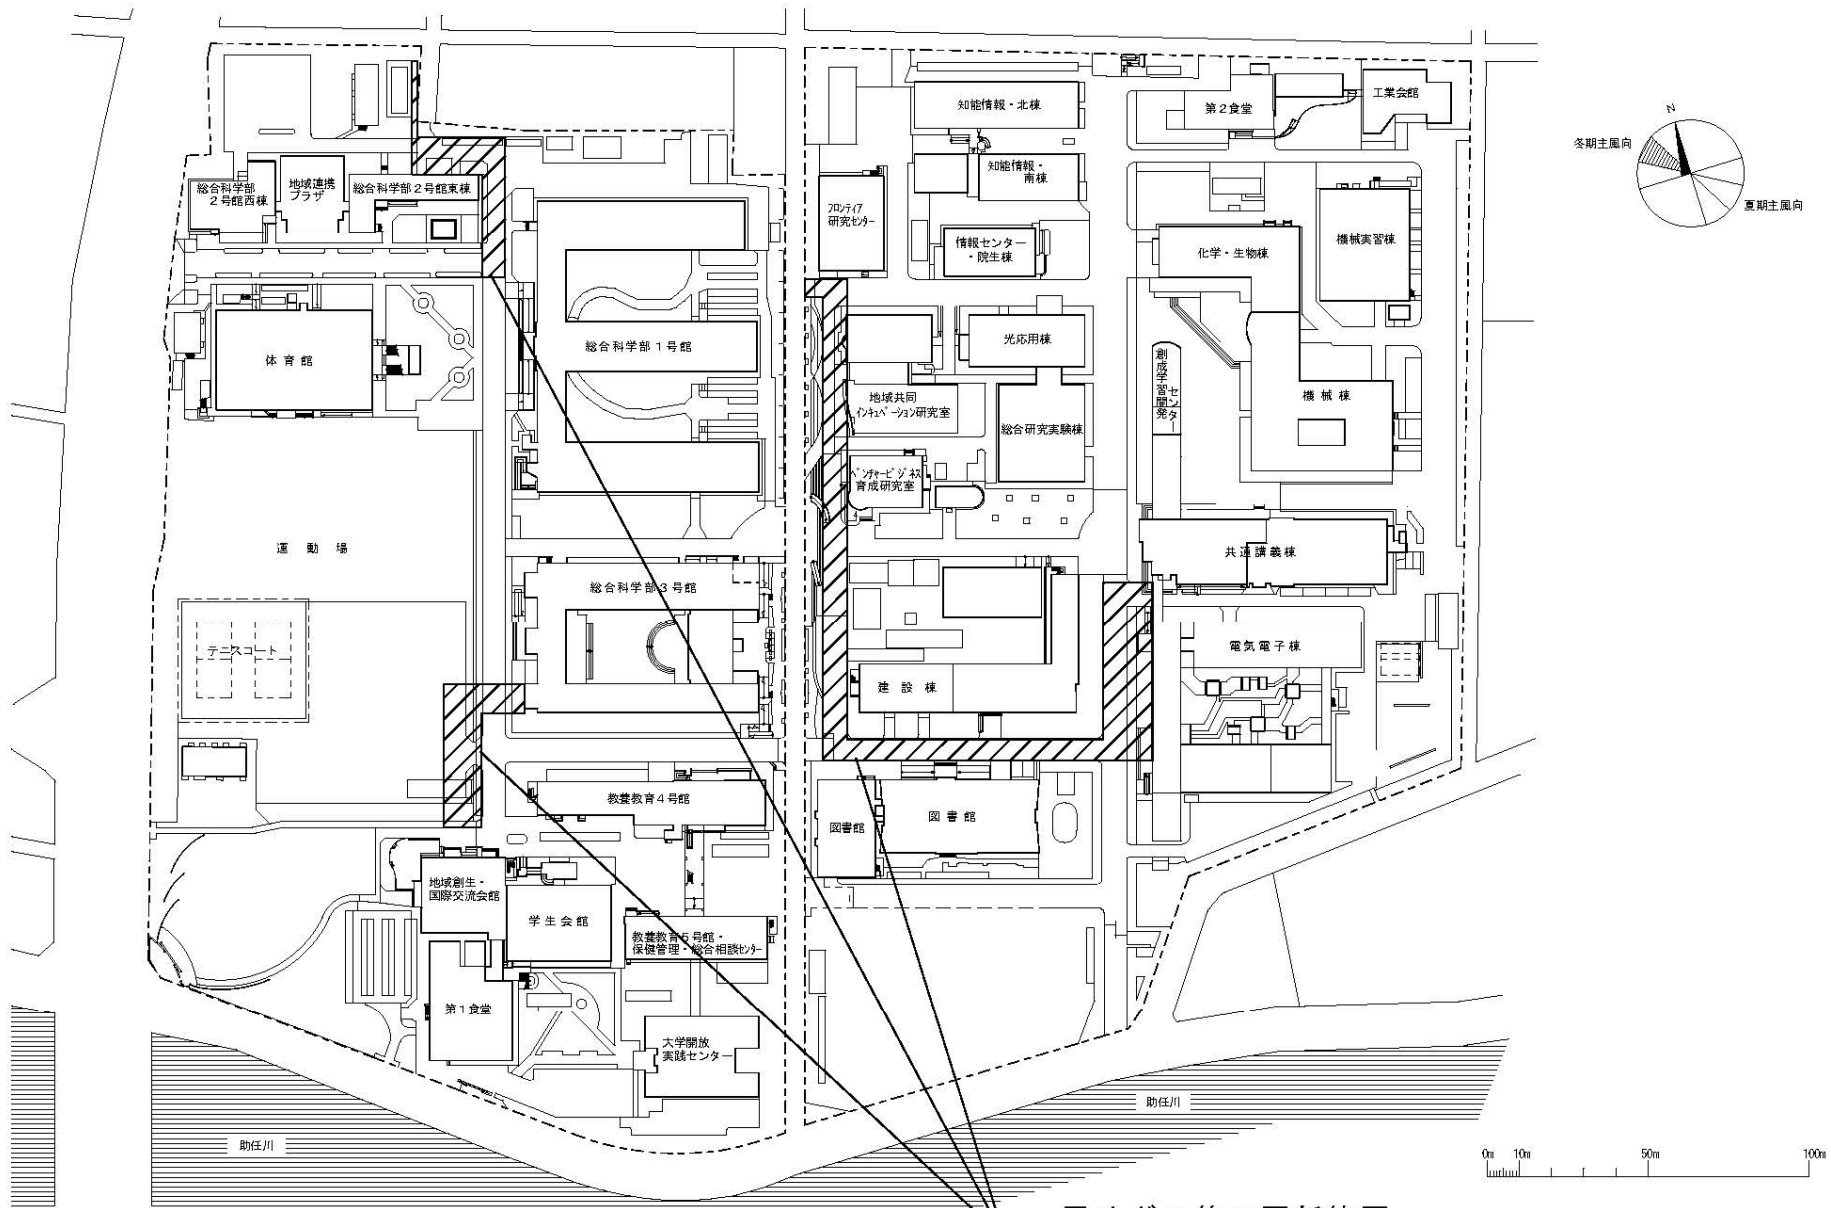 知能情報・北棟
第２食堂
工業会館
N
冬期主風向
夏期主風向
総合科学部
２号館西棟
地域連携
プラザ
総合科学部２号館東棟
知能情報・
南棟
フロンティア
研究センター
情報センター
・院生棟
化学・生物棟
機械実習棟
体育館
総合科学部１号館
光応用棟
創成学習開発
センター
地域共同
インキュベーション研究室
総合研究実験棟
機械棟
ベンチャービジネス
育成研究室
運動場
共通講義棟
総合科学部３号館
テニスコート
電気電子棟
建設棟
教養教育４号館
図書館
図書館
地域創生・
国際交流会館
学生会館
教養教育５号館・
保健管理・総合相談センター
第１食堂
大学開放
実践センター
助任川
助任川
0m 10m 50m 100m